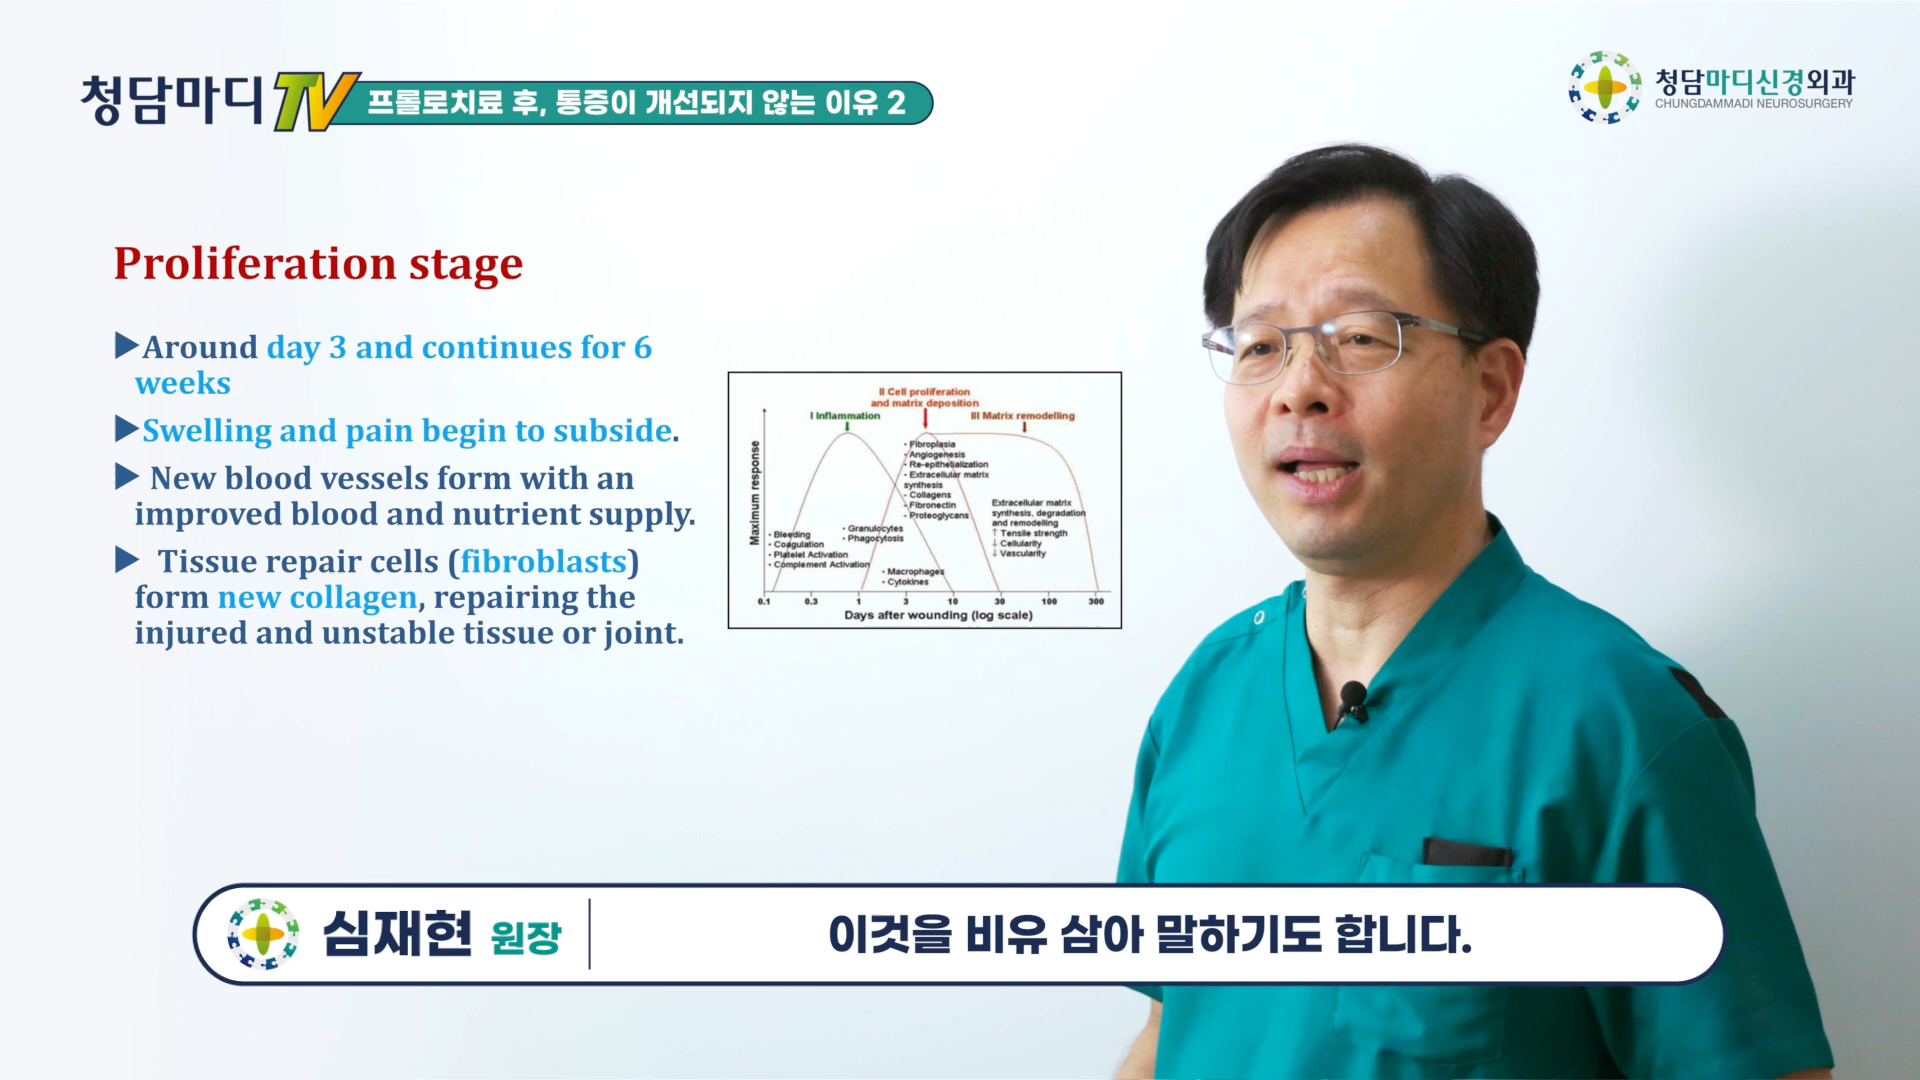 청담마디TV 프롤로치료 후, 통증이 개선되지 않는 이유 2
청담마디신경외과
CHUNGDAMMADI NEUROSURGERY
Proliferation stage
▶Around day 3 and continues for 6
weeks
▶Swelling and pain begin to subside.
▶ New blood vessels form with an
improved blood and nutrient supply.
▶ Tissue repair cells (fibroblasts)
form new collagen, repairing the
injured and unstable tissue or joint.
II Cell proliferation
and matrix deposition
I Inflammation
III Matrix remodelling
Maximum response
• Fibroplasia
• Angiogenesis
• Re-epithelialization
• Extracellular matrix
synthesis
- Collagens
- Fibronectin
- Proteoglycans
Extracellular matrix
synthesis, degradation
and remodelling
↑ Tensile strength
↓ Cellularity
↓ Vascularity
• Granulocytes
• Phagocytosis
• Bleeding
• Coagulation
• Platelet Activation
• Complement Activation
• Macrophages
• Cytokines
0.1 0.3 1 3 10 30 100 300
Days after wounding (log scale)
심재현 원장
이것을 비유 삼아 말하기도 합니다.